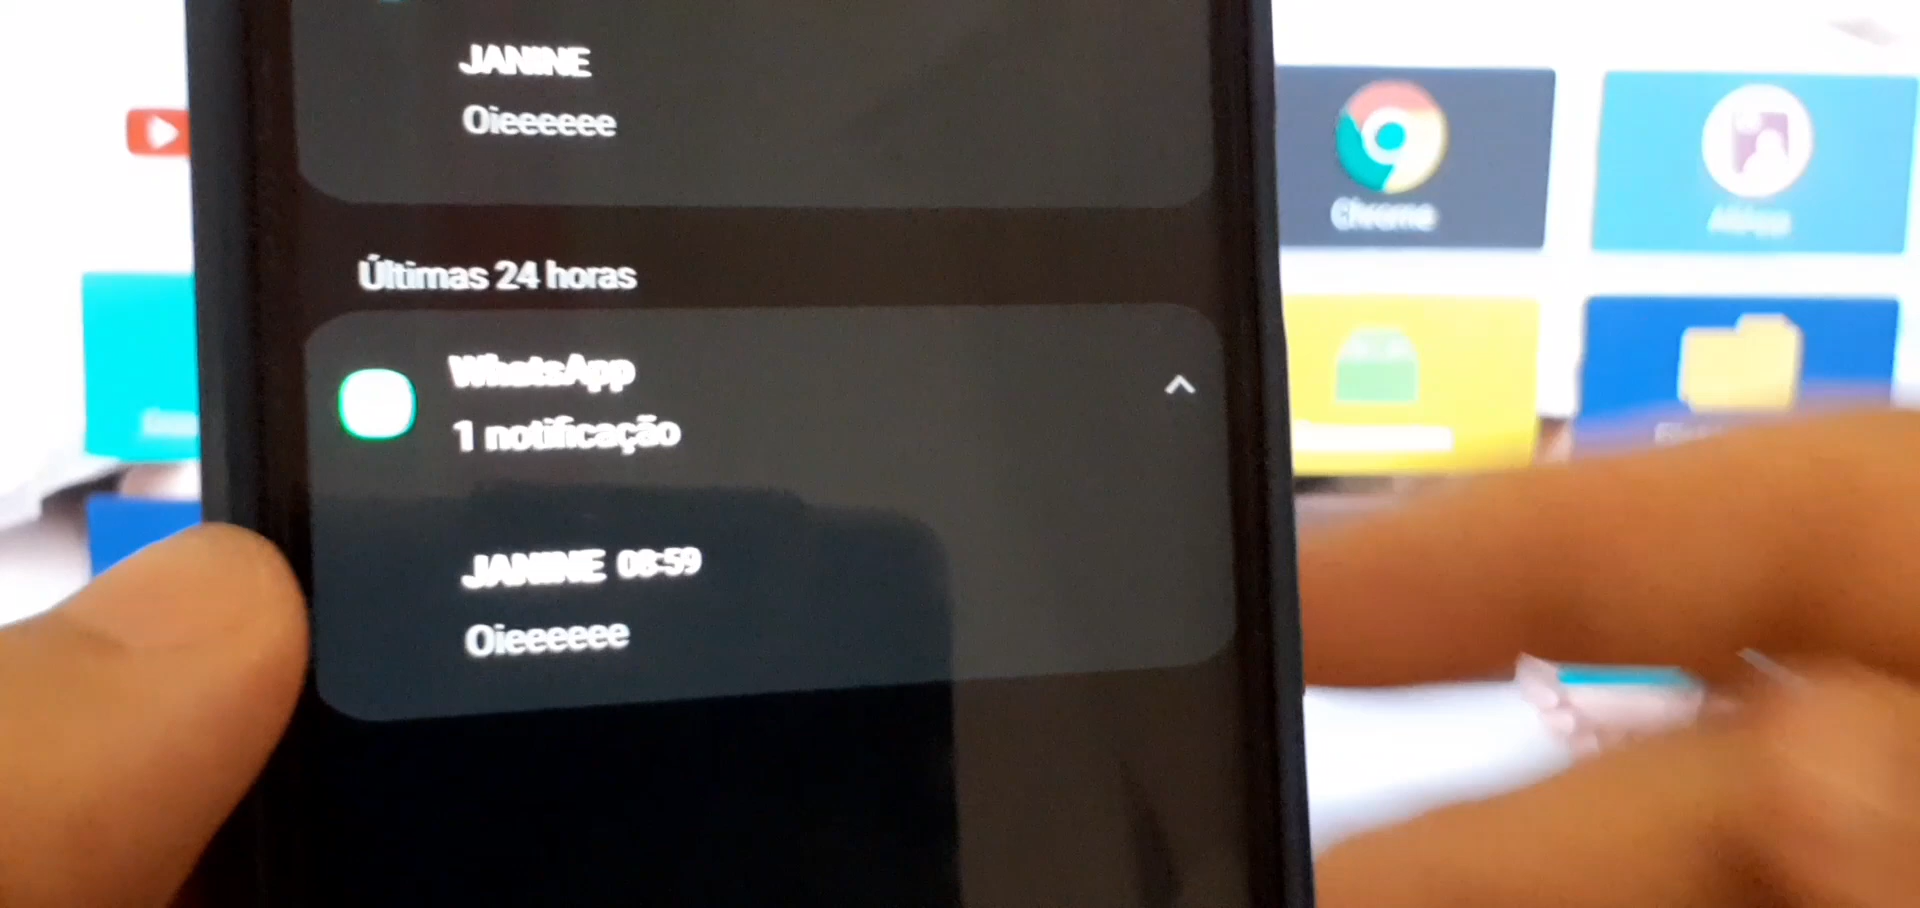 JANINE
Oieeeeee
Últimas 24 horas
WhatsApp
1 notificação
JANINE 08:59
Oieeeeee
Chrome